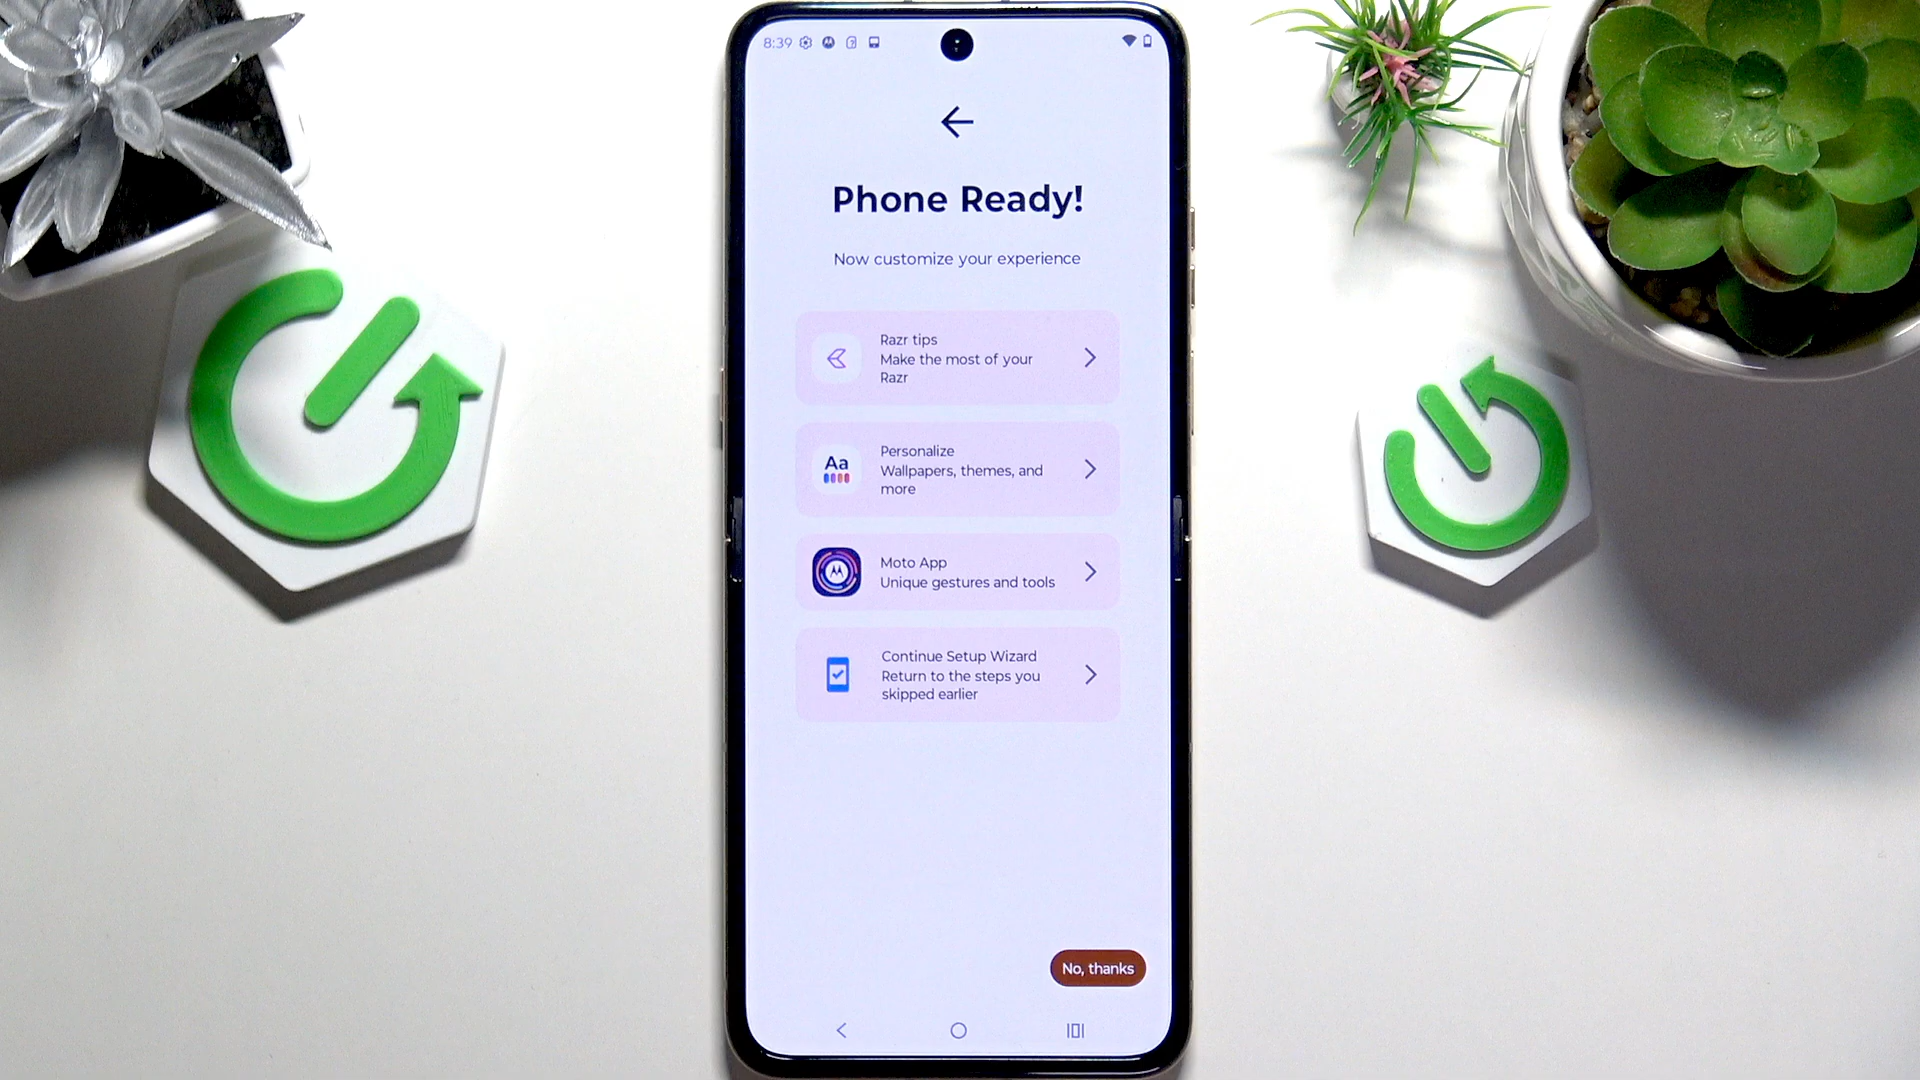 8:39
Phone Ready!
Now customize your experience
Razr tips
Make the most of your
Razr
Aa
Personalize
Wallpapers, themes, and
more
Moto App
Unique gestures and tools
Continue Setup Wizard
Return to the steps you
skipped earlier
No, thanks